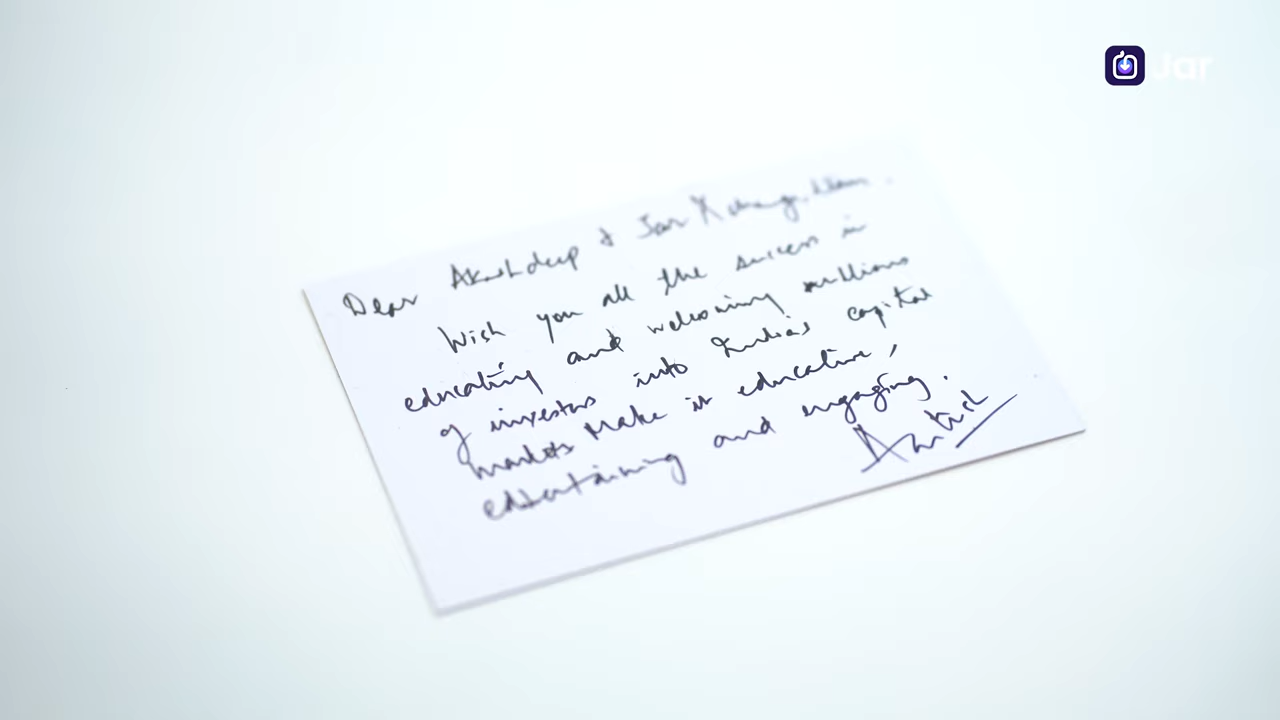 Jar
Dear Akashdeep & Jar
Wish you all the success in
educating and welcoming millions
of investors into India's capital
markets Make it educative,
entertaining and engaging.